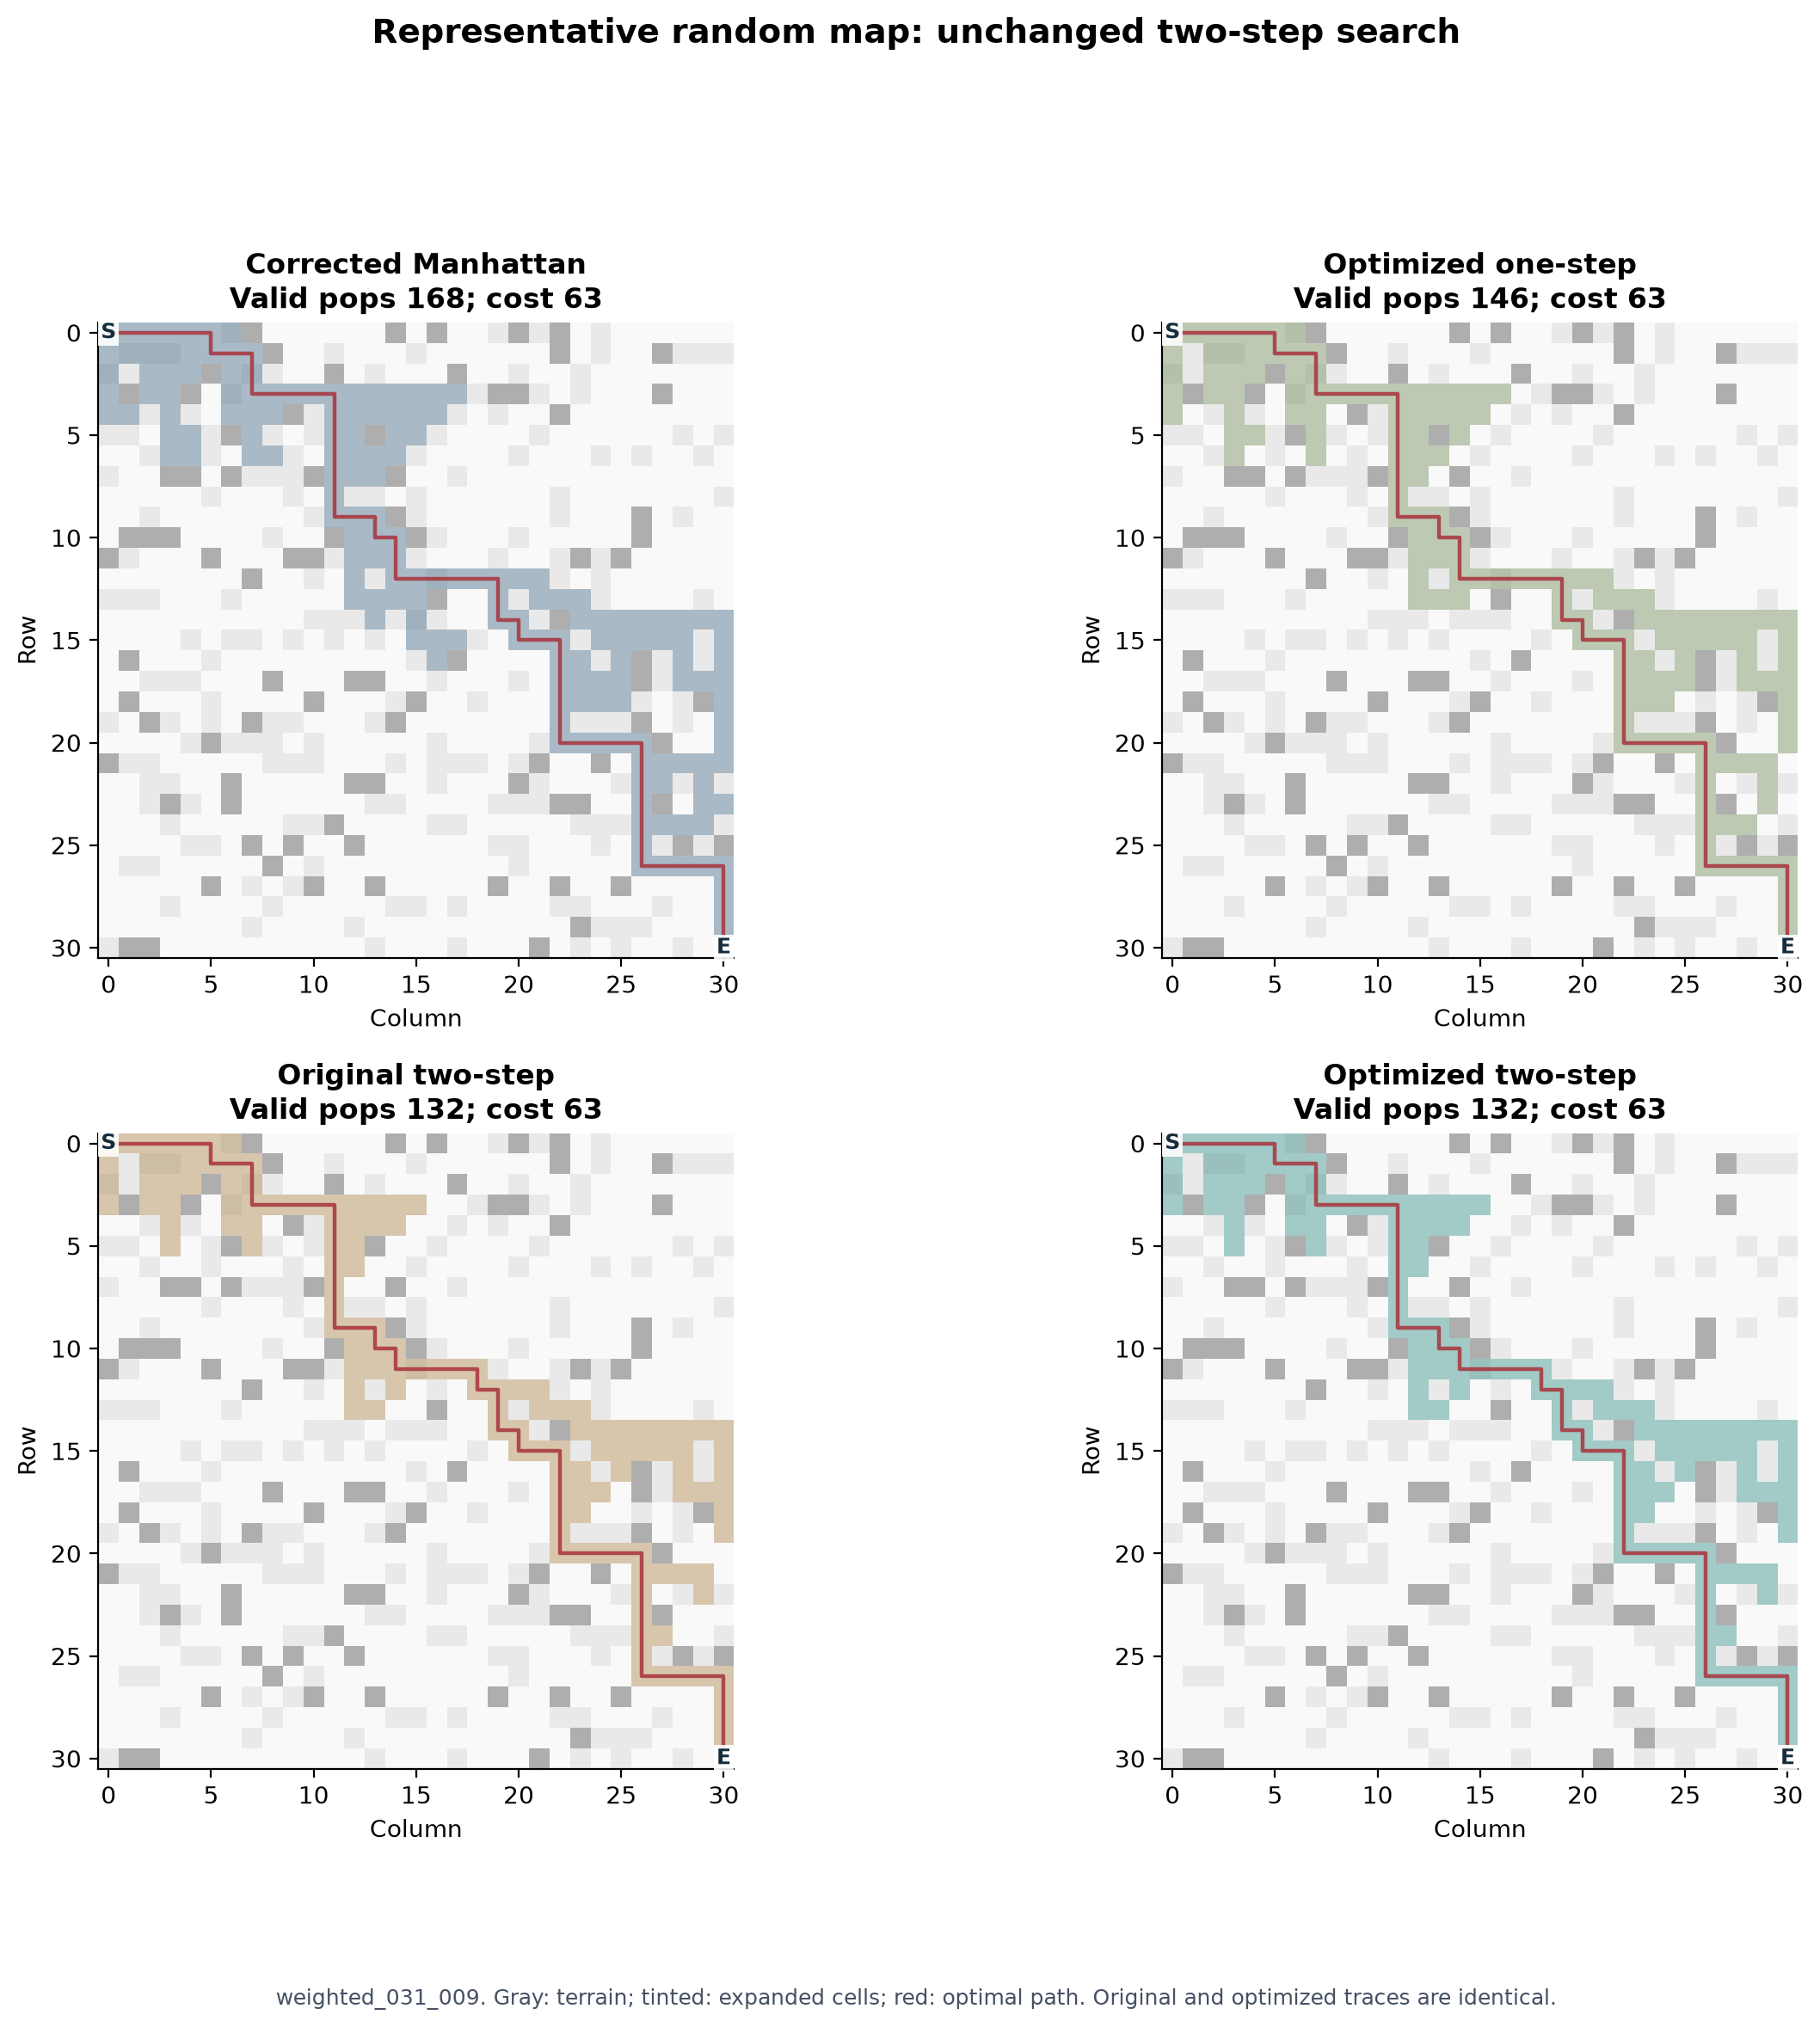 Representative random map: unchanged two-step search
Corrected Manhattan
Valid pops 168; cost 63
S
0
5
10
15
20
25
30
Row
E
0 5 10 15 20 25 30
Column
Optimized one-step
Valid pops 146; cost 63
S
0
5
10
15
20
25
30
Row
E
0 5 10 15 20 25 30
Column
Original two-step
Valid pops 132; cost 63
S
0
5
10
15
20
25
30
Row
E
0 5 10 15 20 25 30
Column
Optimized two-step
Valid pops 132; cost 63
S
0
5
10
15
20
25
30
Row
E
0 5 10 15 20 25 30
Column
weighted_031_009. Gray: terrain; tinted: expanded cells; red: optimal path. Original and optimized traces are identical.